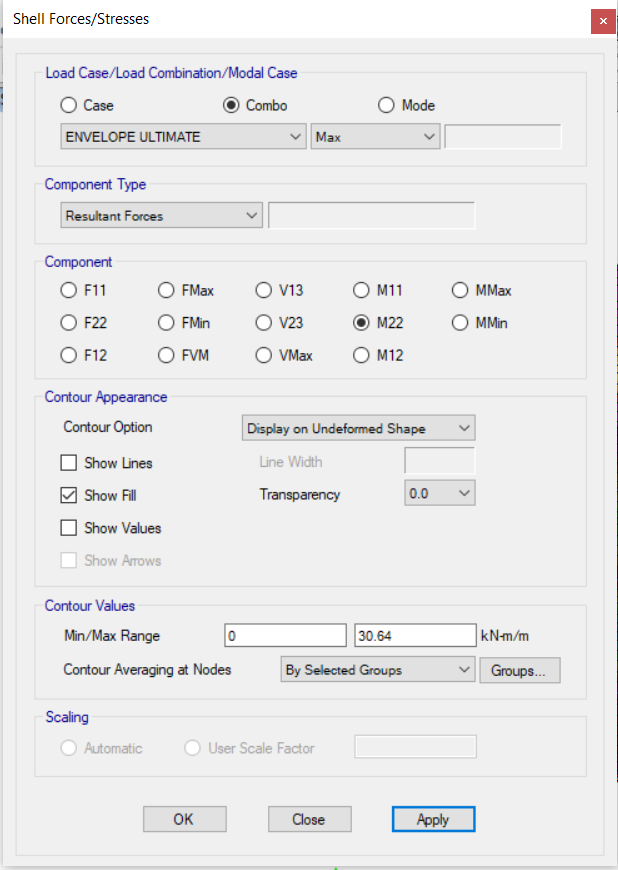 Shell Forces/Stresses
Load Case/Load Combination/Modal Case
Case Combo Mode
ENVELOPE ULTIMATE Max
Component Type
Resultant Forces
Component
F11 FMax V13 M11 MMax
F22 FMin V23 M22 MMin
F12 FVM VMax M12
Contour Appearance
Contour Option Display on Undeformed Shape
Show Lines Line Width
Show Fill Transparency 0.0
Show Values
Show Arrows
Contour Values
Min/Max Range 0 30.64 kN-m/m
Contour Averaging at Nodes By Selected Groups Groups...
Scaling
Automatic User Scale Factor
OK Close Apply